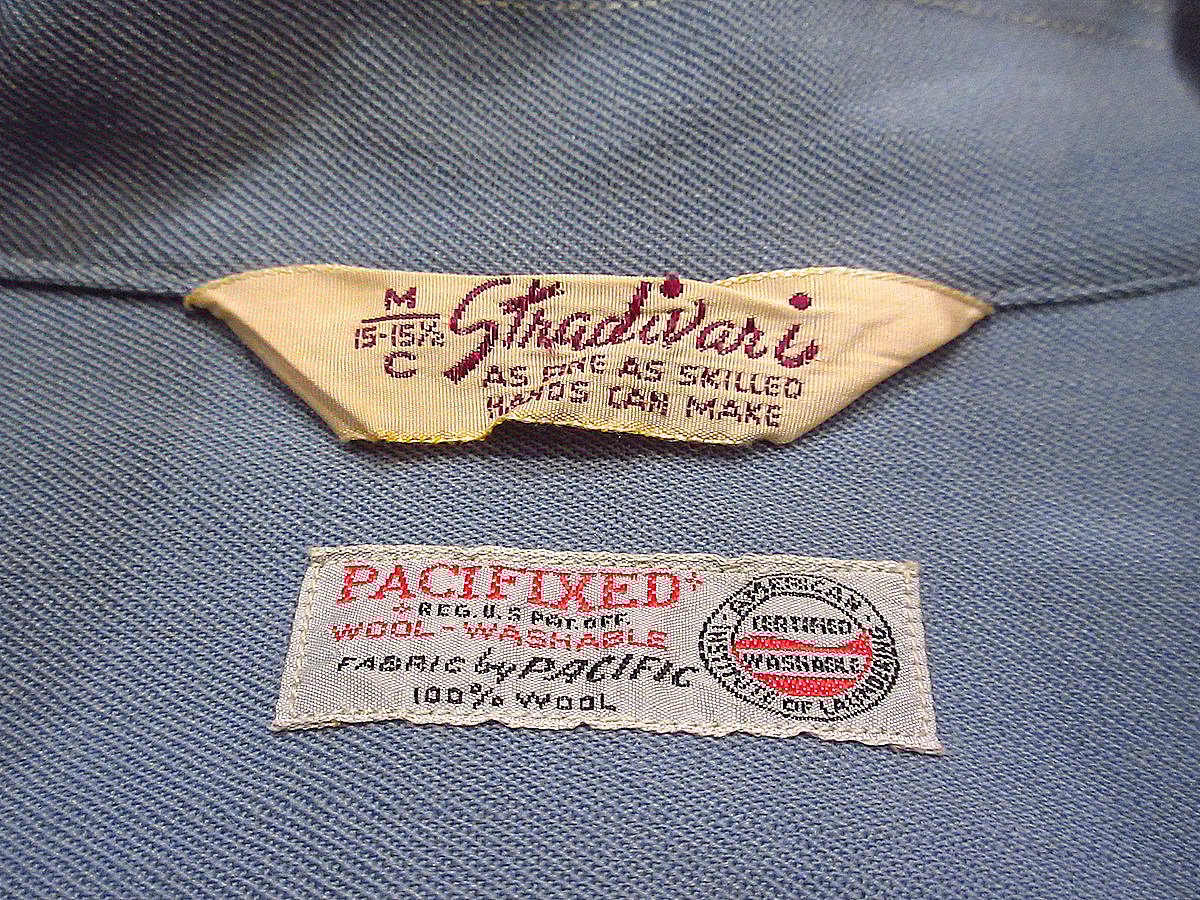 M
15-15½
C
Stradivari
AS FINE AS SKILLED
HANDS CAN MAKE
PACIFIXED‡
‡REG. U.S. PAT. OFF.
WOOL-WASHABLE
FABRIC by PACIFIC
100% WOOL
AMERICAN
INSTITUTE OF LAUNDERING
CERTIFIED
WASHABLE